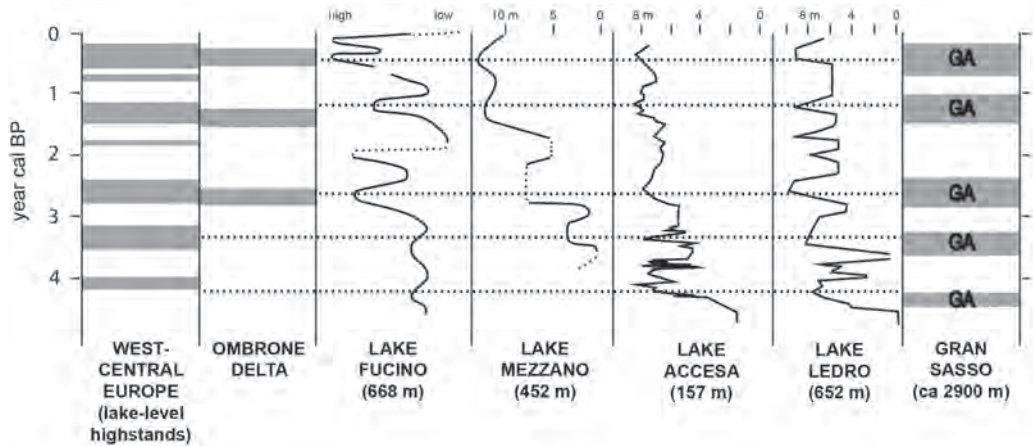 high
low
10 m
5
0
8 m
4
0
8 m
4
0
year cal BP
0
1
2
3
4
GA
GA
GA
GA
GA
WEST-
CENTRAL
EUROPE
(lake-level
highstands)
OMBRONE
DELTA
LAKE
FUCINO
(668 m)
LAKE
MEZZANO
(452 m)
LAKE
ACCESA
(157 m)
LAKE
LEDRO
(652 m)
GRAN
SASSO
(ca 2900 m)